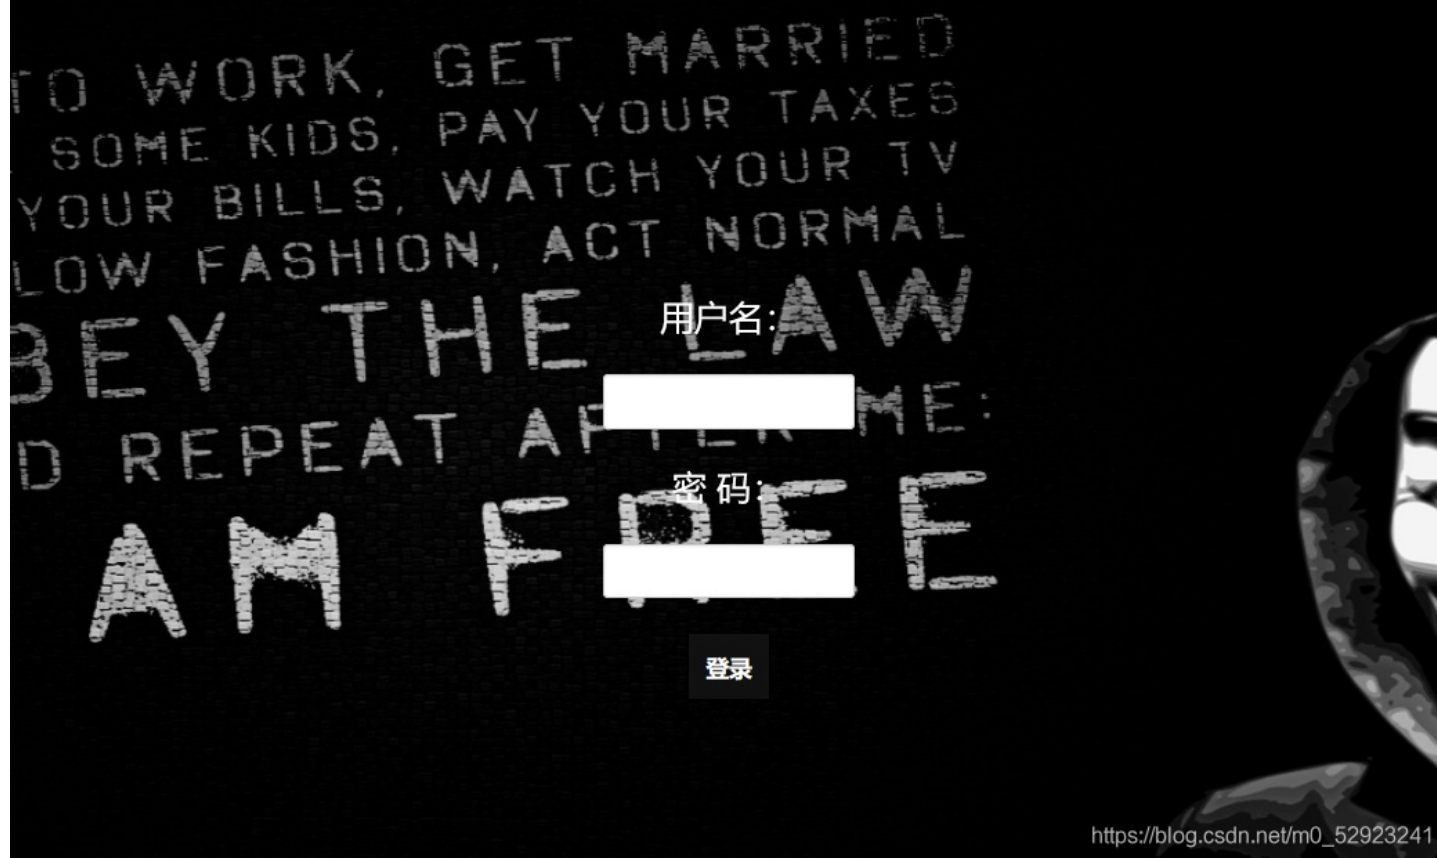 TO WORK, GET MARRIED
SOME KIDS, PAY YOUR TAXES
YOUR BILLS, WATCH YOUR TV
LOW FASHION, ACT NORMAL
BEY THE LAW
D REPEAT AFTER ME:
AM FREE
用户名:
密 码:
登录
https://blog.csdn.net/m0_52923241